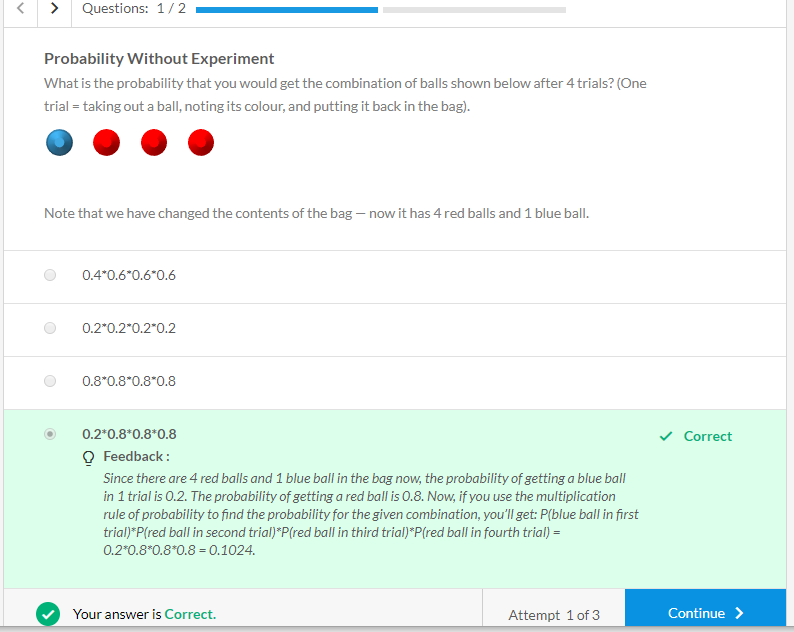 Questions: 1 / 2
Probability Without Experiment
What is the probability that you would get the combination of balls shown below after 4 trials? (One
trial = taking out a ball, noting its colour, and putting it back in the bag).
Note that we have changed the contents of the bag — now it has 4 red balls and 1 blue ball.
0.4*0.6*0.6*0.6
0.2*0.2*0.2*0.2
0.8*0.8*0.8*0.8
0.2*0.8*0.8*0.8
Correct
Feedback :
Since there are 4 red balls and 1 blue ball in the bag now, the probability of getting a blue ball
in 1 trial is 0.2. The probability of getting a red ball is 0.8. Now, if you use the multiplication
rule of probability to find the probability for the given combination, you'll get: P(blue ball in first
trial)*P(red ball in second trial)*P(red ball in third trial)*P(red ball in fourth trial) =
0.2*0.8*0.8*0.8 = 0.1024.
Your answer is Correct.
Attempt 1 of 3
Continue